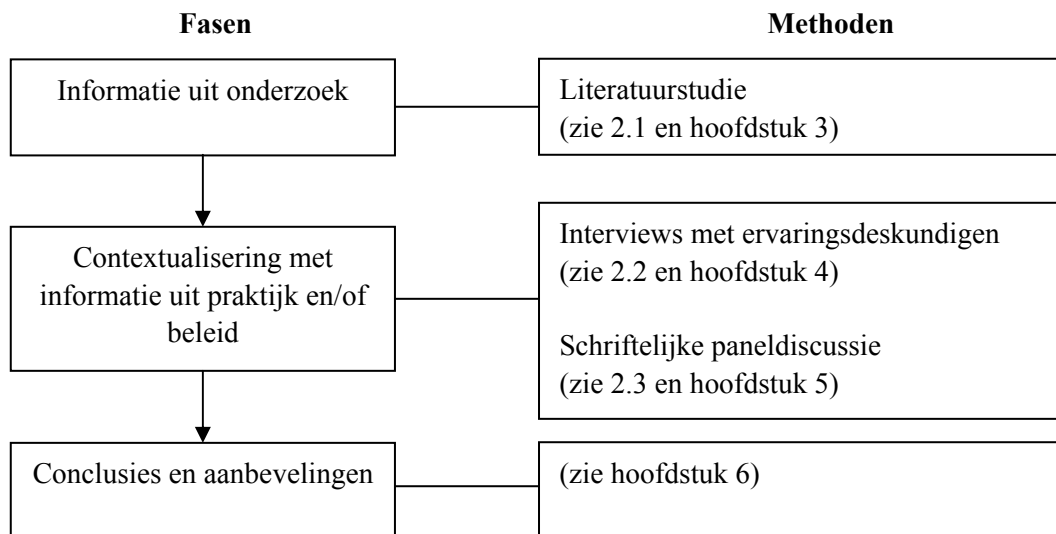 Fasen
Methoden
Informatie uit onderzoek
Literatuurstudie
(zie 2.1 en hoofdstuk 3)
Contextualisering met
informatie uit praktijk en/of
beleid
Interviews met ervaringsdeskundigen
(zie 2.2 en hoofdstuk 4)
Schriftelijke paneldiscussie
(zie 2.3 en hoofdstuk 5)
Conclusies en aanbevelingen
(zie hoofdstuk 6)